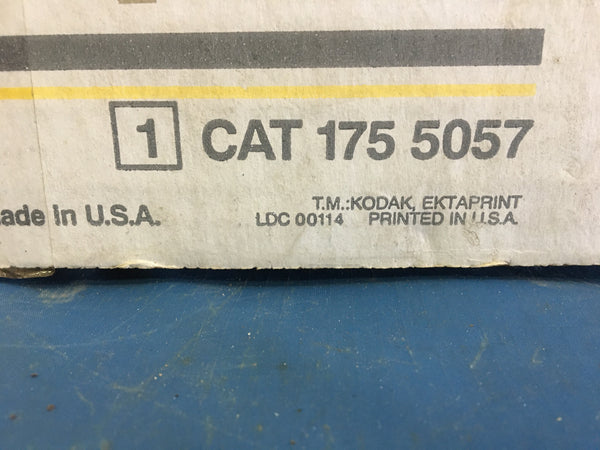 1 CAT 175 5057
ade in U.S.A.
T.M.:KODAK, EKTAPRINT
LDC 00114 PRINTED IN U.S.A.